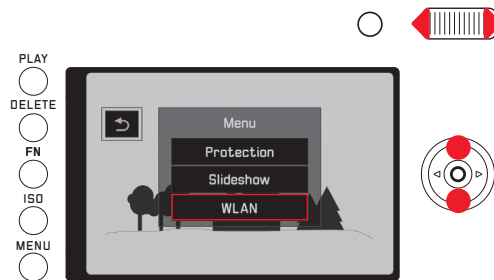 PLAY
DELETE
FN
ISO
MENU
Menu
Protection
Slideshow
WLAN